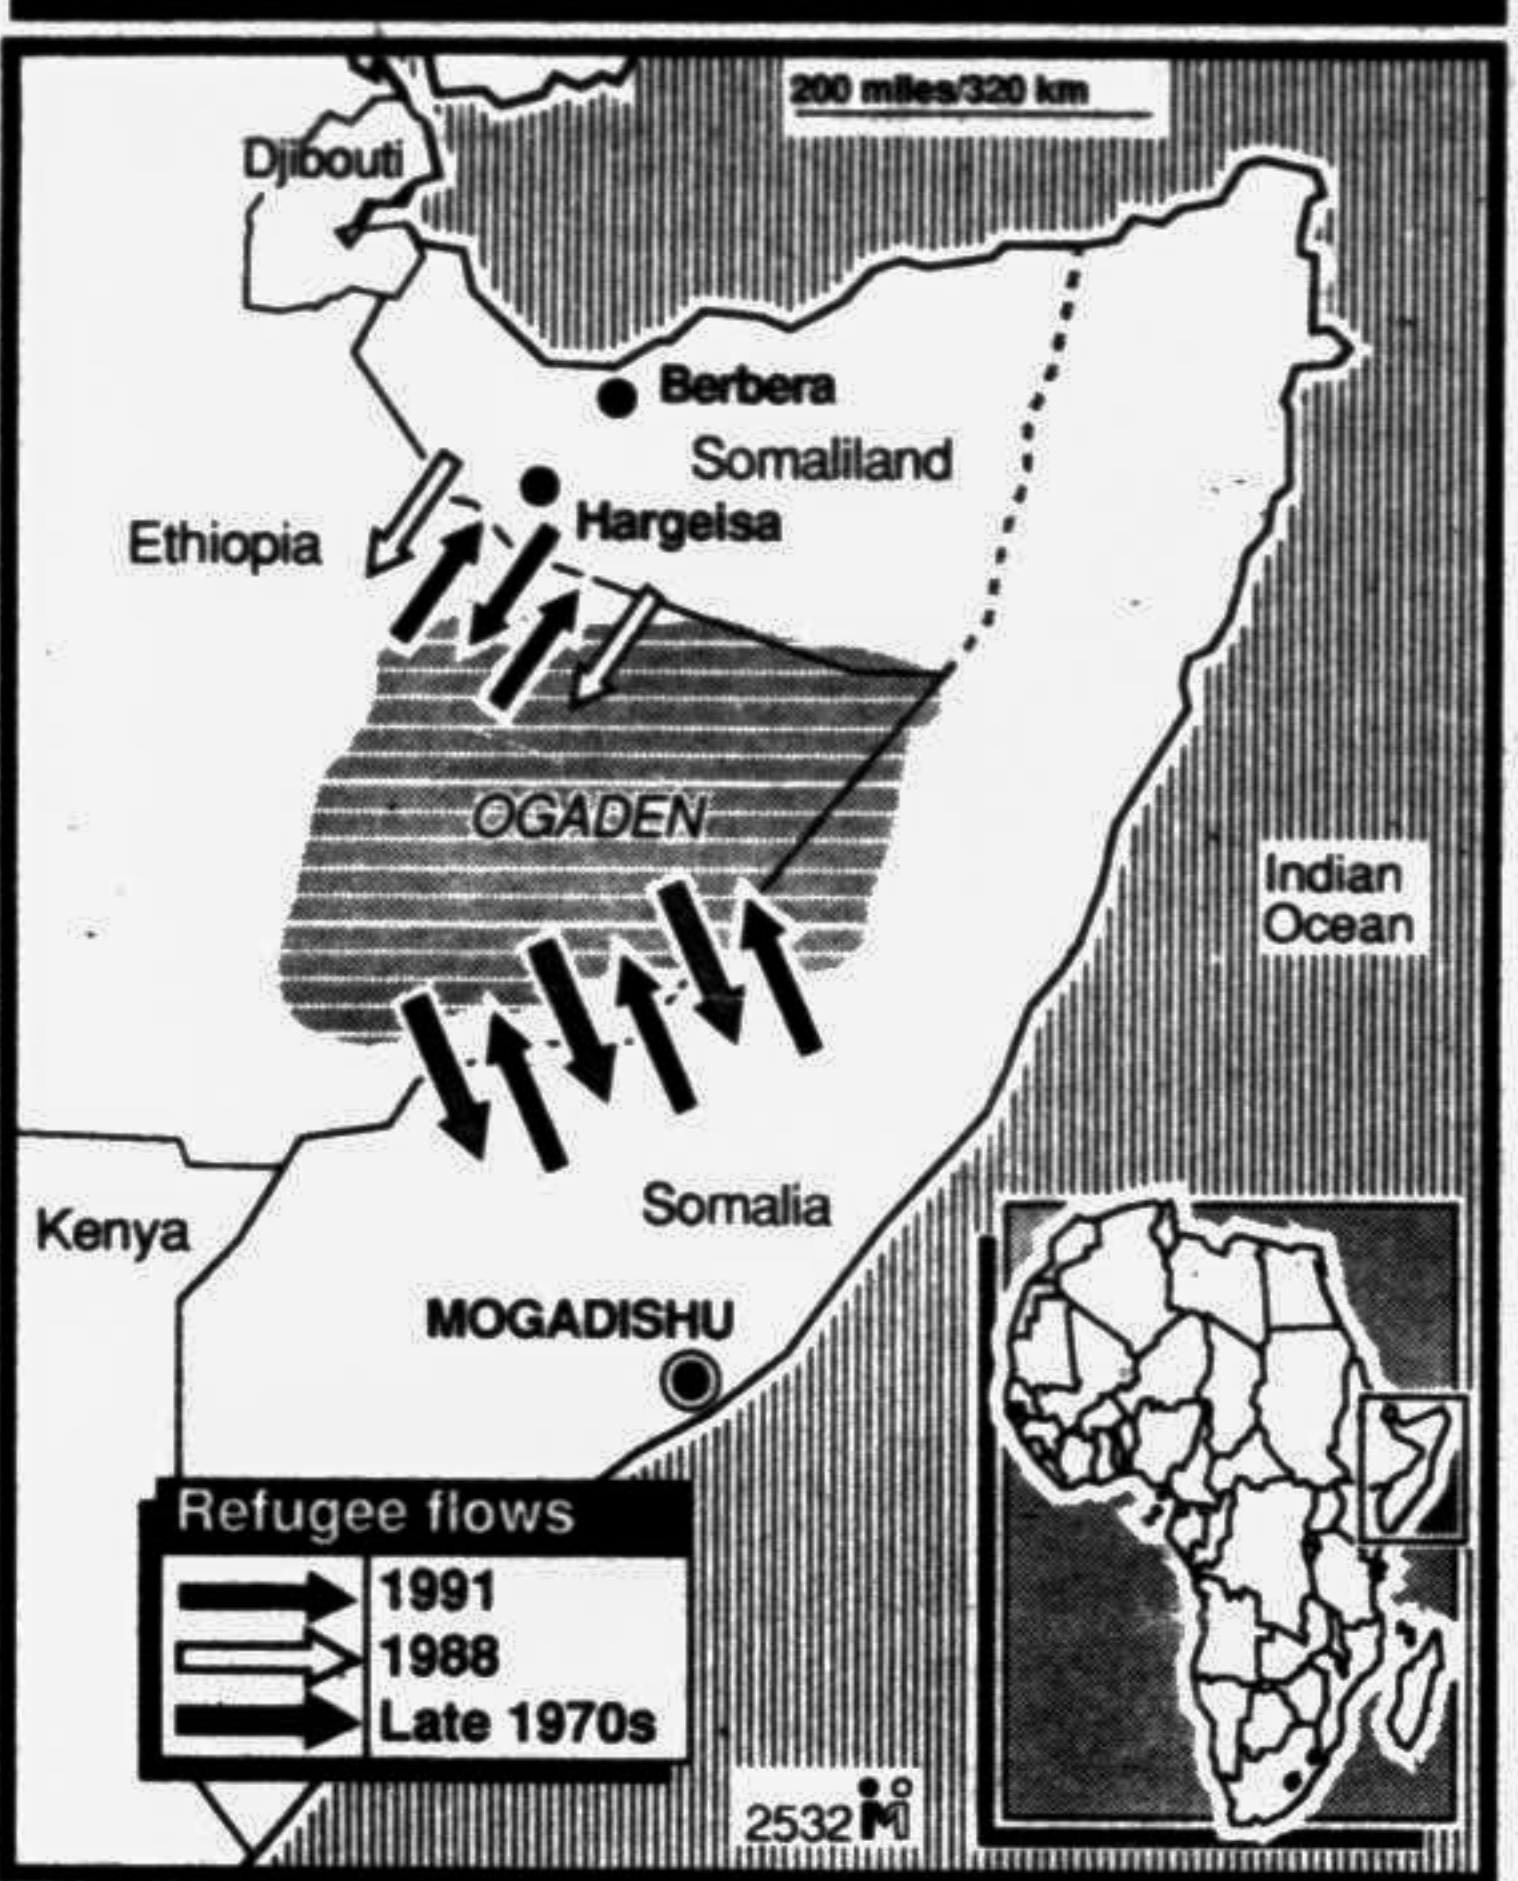 200 miles/320 km
Djibouti
Berbera
Somaliland
Hargeisa
Ethiopia
OGADEN
Indian
Ocean
Kenya
Somalia
MOGADISHU
Refugee flows
1991
1988
Late 1970s
2532